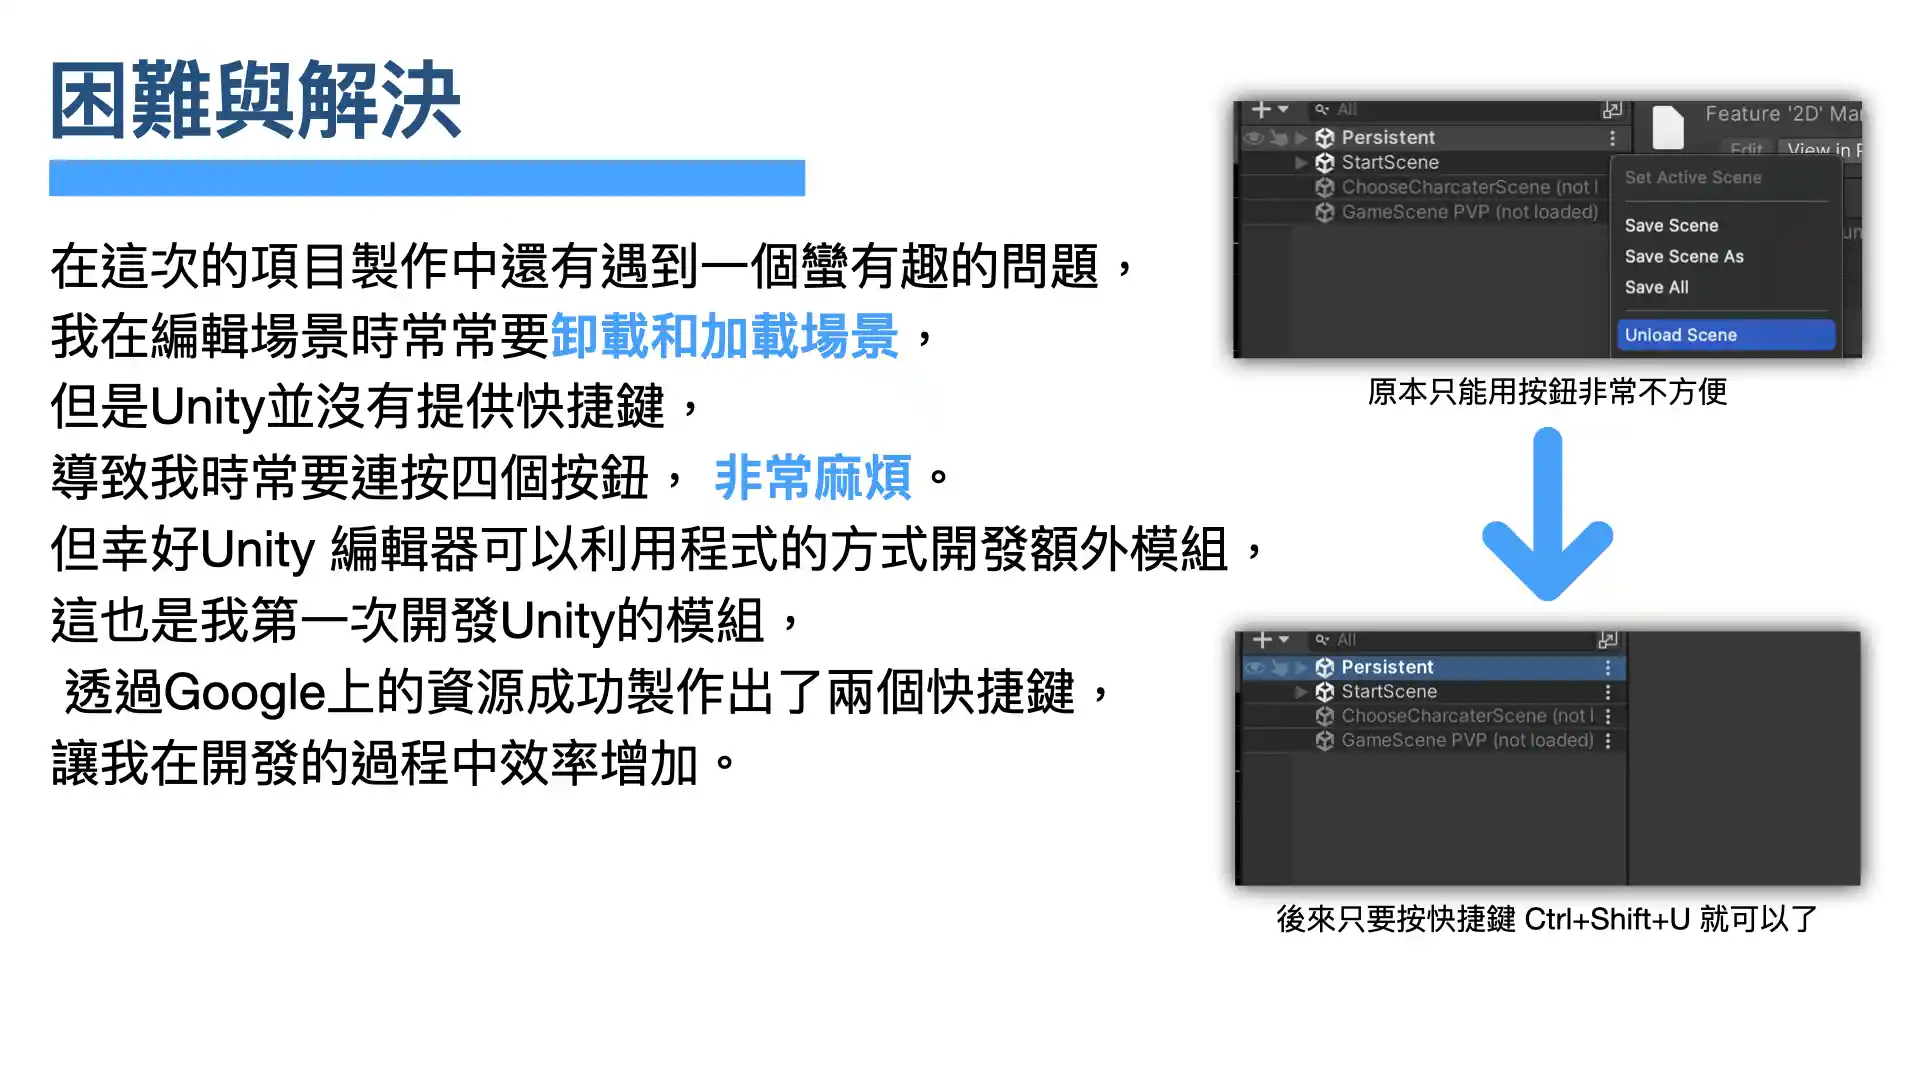 困難與解決
在這次的項目製作中還有遇到一個蠻有趣的問題，
我在編輯場景時常常要卸載和加載場景，
但是Unity並沒有提供快捷鍵，
導致我時常要連按四個按鈕， 非常麻煩。
但幸好Unity 編輯器可以利用程式的方式開發額外模組，
這也是我第一次開發Unity的模組，
透過Google上的資源成功製作出了兩個快捷鍵，
讓我在開發的過程中效率增加。
All
Persistent
StartScene
ChooseCharcaterScene (not l
GameScene PVP (not loaded)
Feature '2D' Ma
Edit
View in
Set Active Scene
Save Scene
Save Scene As
Save All
Unload Scene
原本只能用按鈕非常不方便
All
Persistent
StartScene
ChooseCharcaterScene (not l
GameScene PVP (not loaded)
後來只要按快捷鍵 Ctrl+Shift+U 就可以了